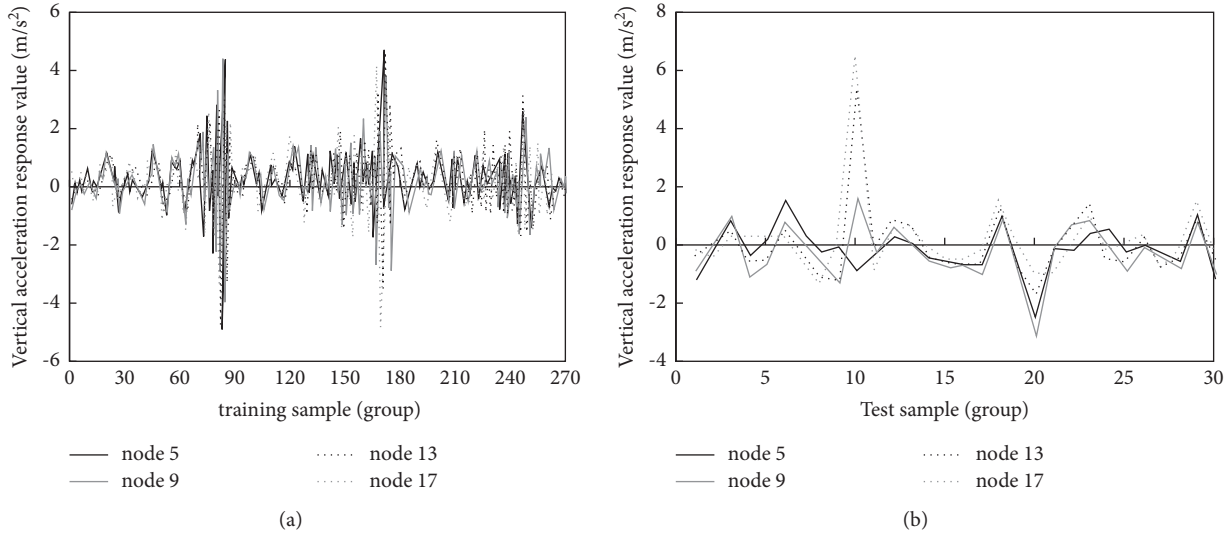 Vertical acceleration response value (m/s²)
6
4
2
0
-2
-4
-6
0 30 60 90 120 150 180 210 240 270
training sample (group)
node 5 node 13
node 9 node 17
(a)
Vertical acceleration response value (m/s²)
8
6
4
2
0
-2
-4
0 5 10 15 20 25 30
Test sample (group)
node 5 node 13
node 9 node 17
(b)